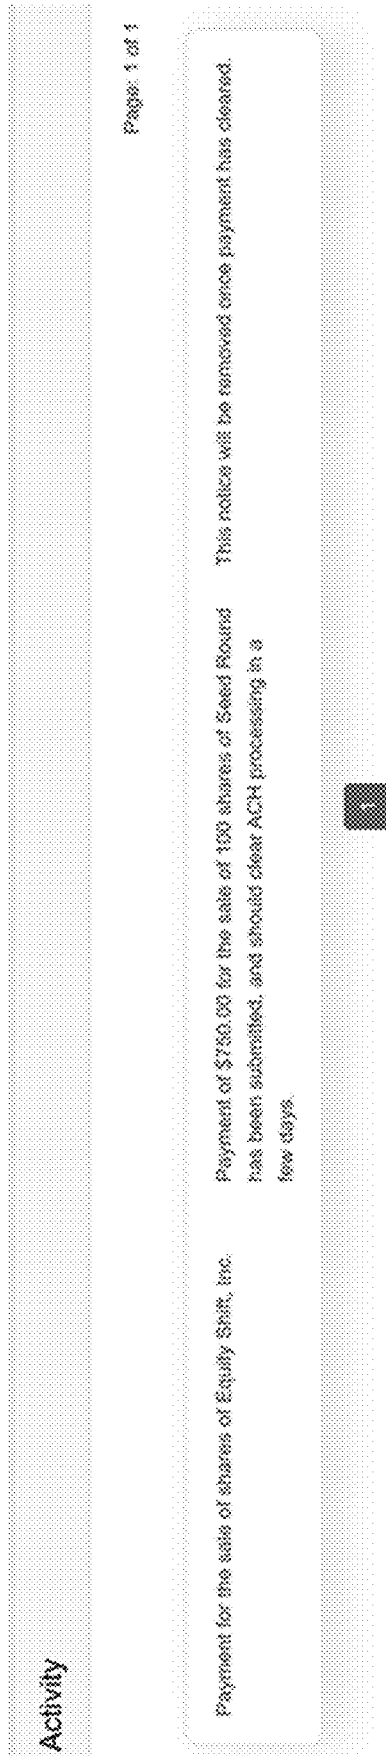 Activity
Page: 1 of 1
Payment for the sale of shares of Equity Shift, Inc.
Payment of $750.00 for the sale of 100 shares of Seed Round
has been submitted, and should clear ACH processing in a
few days.
This notice will be removed once payment has cleared.
1